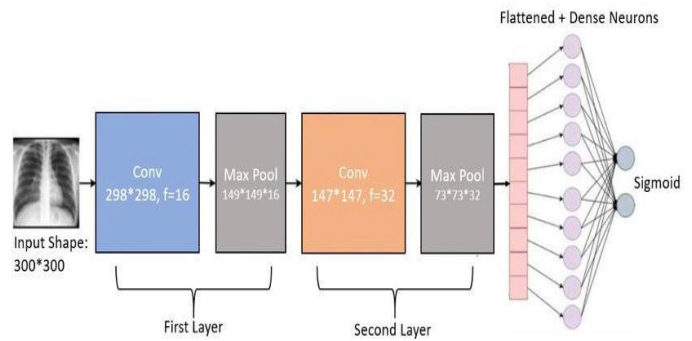 Flattened + Dense Neurons
Conv
298*298, f=16
Max Pool
149*149*16
Conv
147*147, f=32
Max Pool
73*73*32
Sigmoid
Input Shape:
300*300
First Layer
Second Layer